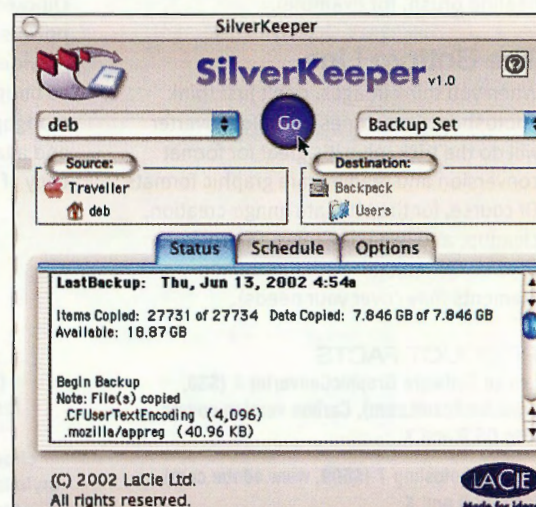 SilverKeeper
SilverKeeper v1.0
deb
Go
Backup Set
Source:
Destination:
Traveller
deb
Backpack
Users
Status
Schedule
Options
LastBackup: Thu, Jun 13, 2002 4:54a
Items Copied: 27731 of 27734 Date Copied: 7.846 GB of 7.846 GB
Available: 18.87 GB
Begin Backup
Note: File(s) copied
.CFUserTextEncoding (4,096)
.mozilla/appreg (40.96 KB)
(C) 2002 LaCie Ltd.
All rights reserved.
LACIE